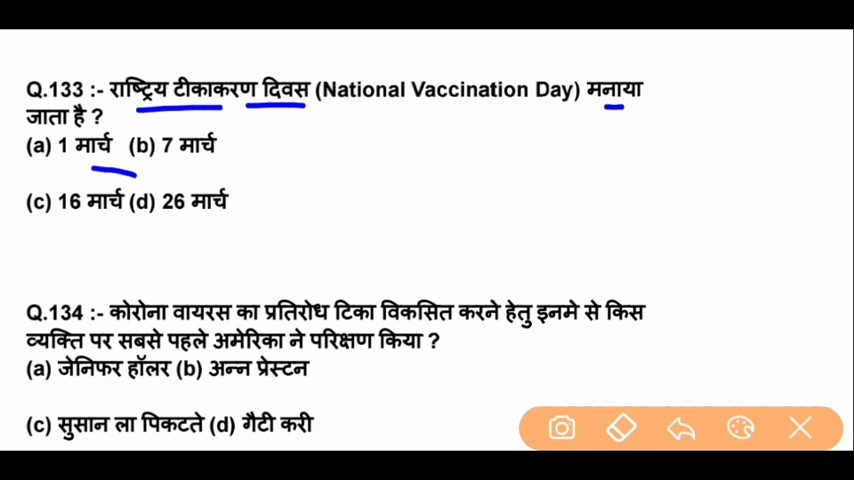 Q.133 :- राष्ट्रिय टीकाकरण दिवस (National Vaccination Day) मनाया
जाता है ?
(a) 1 मार्च (b) 7 मार्च
(c) 16 मार्च (d) 26 मार्च
Q.134 :- कोरोना वायरस का प्रतिरोध टिका विकसित करने हेतु इनमे से किस
व्यक्ति पर सबसे पहले अमेरिका ने परिक्षण किया ?
(a) जेनिफर हॉलर (b) अन्न प्रेस्टन
(c) सुसान ला पिकटते (d) गैटी करी